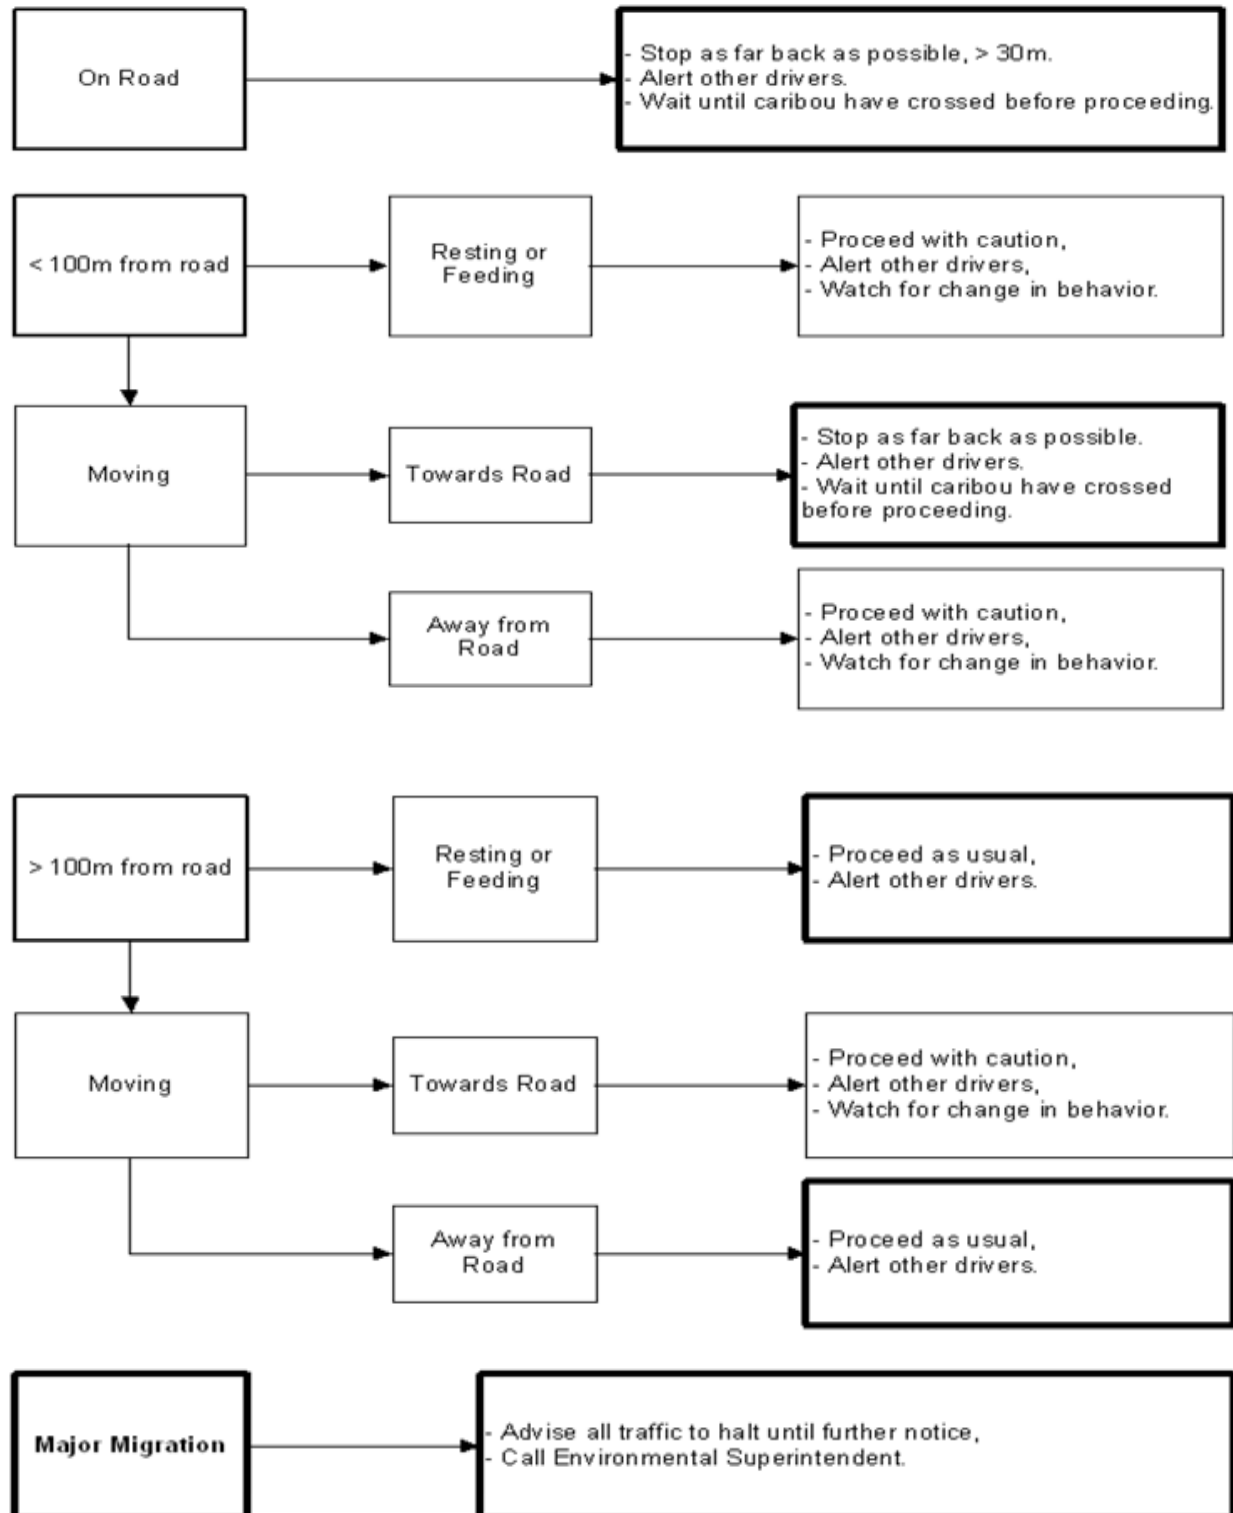 On Road
- Stop as far back as possible, > 30m.
- Alert other drivers.
- Wait until caribou have crossed before proceeding.
< 100m from road
Resting or
Feeding
- Proceed with caution,
- Alert other drivers,
- Watch for change in behavior.
Moving
Towards Road
- Stop as far back as possible.
- Alert other drivers.
- Wait until caribou have crossed
before proceeding.
Away from
Road
- Proceed with caution,
- Alert other drivers,
- Watch for change in behavior.
> 100m from road
Resting or
Feeding
- Proceed as usual,
- Alert other drivers.
Moving
Towards Road
- Proceed with caution,
- Alert other drivers,
- Watch for change in behavior.
Away from
Road
- Proceed as usual,
- Alert other drivers.
Major Migration
- Advise all traffic to halt until further notice,
- Call Environmental Superintendent.